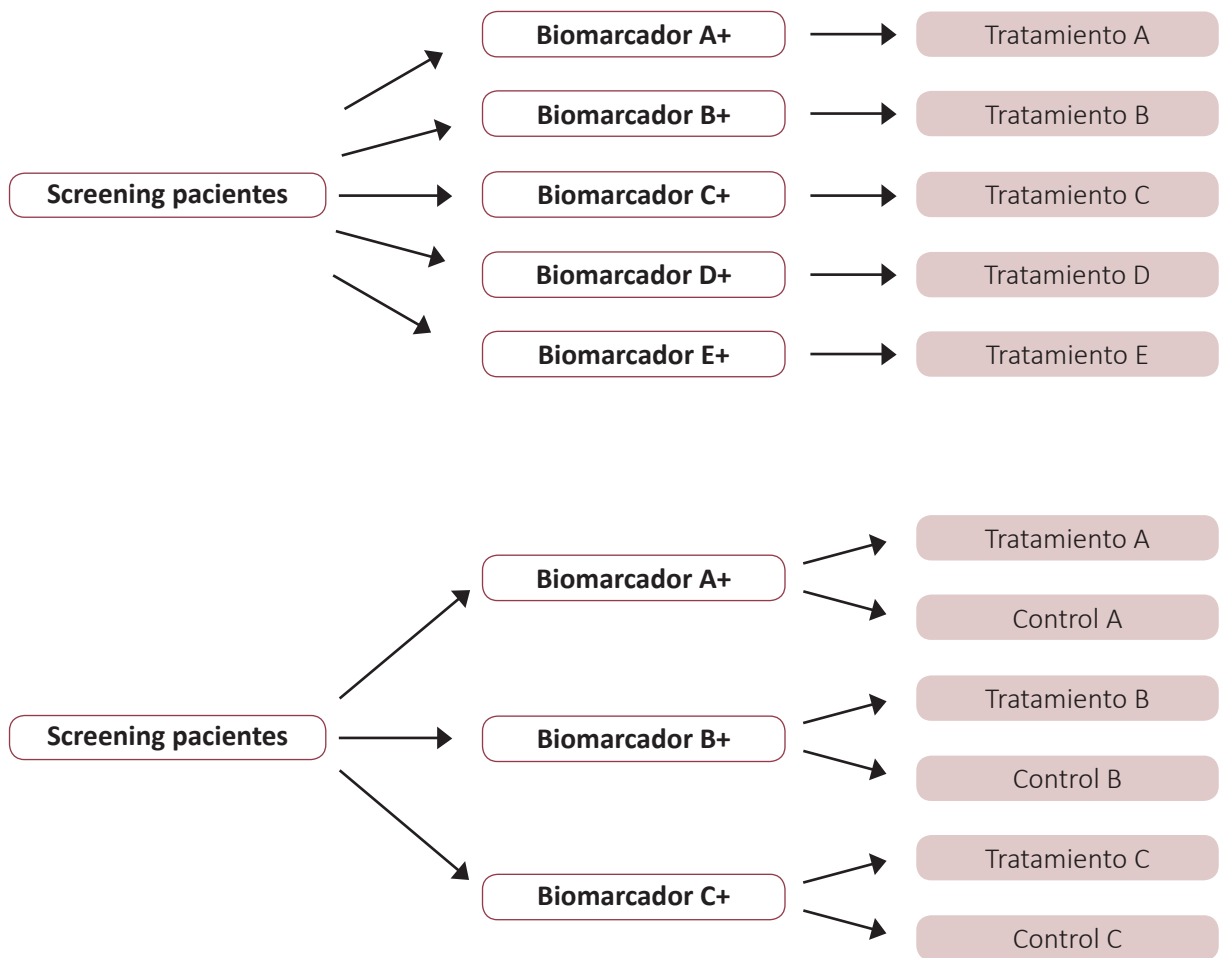 Biomarcador A+
Tratamiento A
Biomarcador B+
Tratamiento B
Screening pacientes
Biomarcador C+
Tratamiento C
Biomarcador D+
Tratamiento D
Biomarcador E+
Tratamiento E
Tratamiento A
Biomarcador A+
Control A
Tratamiento B
Screening pacientes
Biomarcador B+
Control B
Tratamiento C
Biomarcador C+
Control C